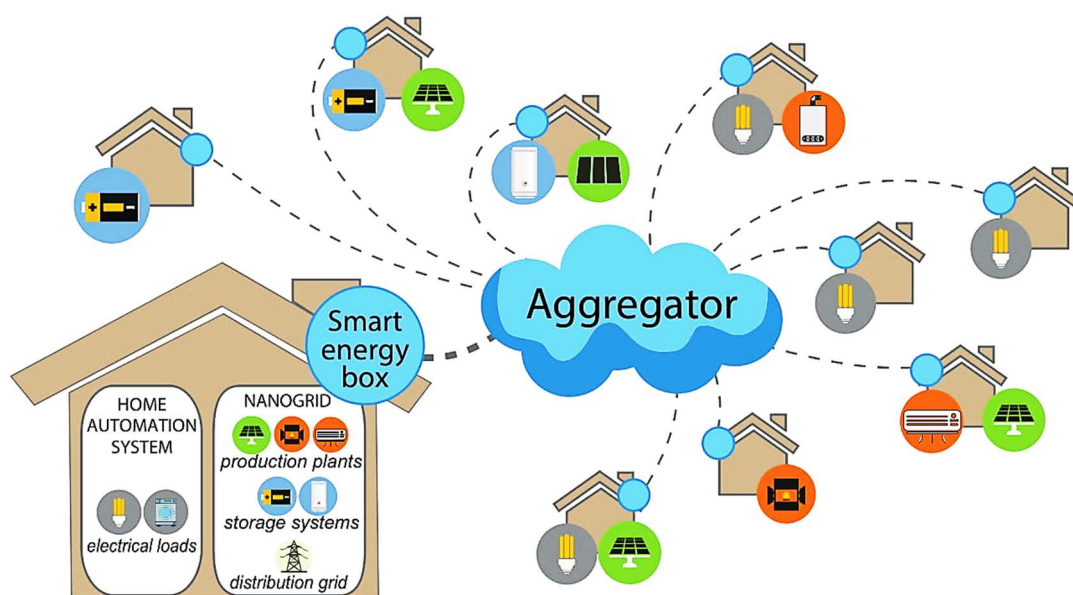 Aggregator
Smart
energy
box
HOME
AUTOMATION
SYSTEM
electrical loads
NANOGRID
production plants
storage systems
distribution grid